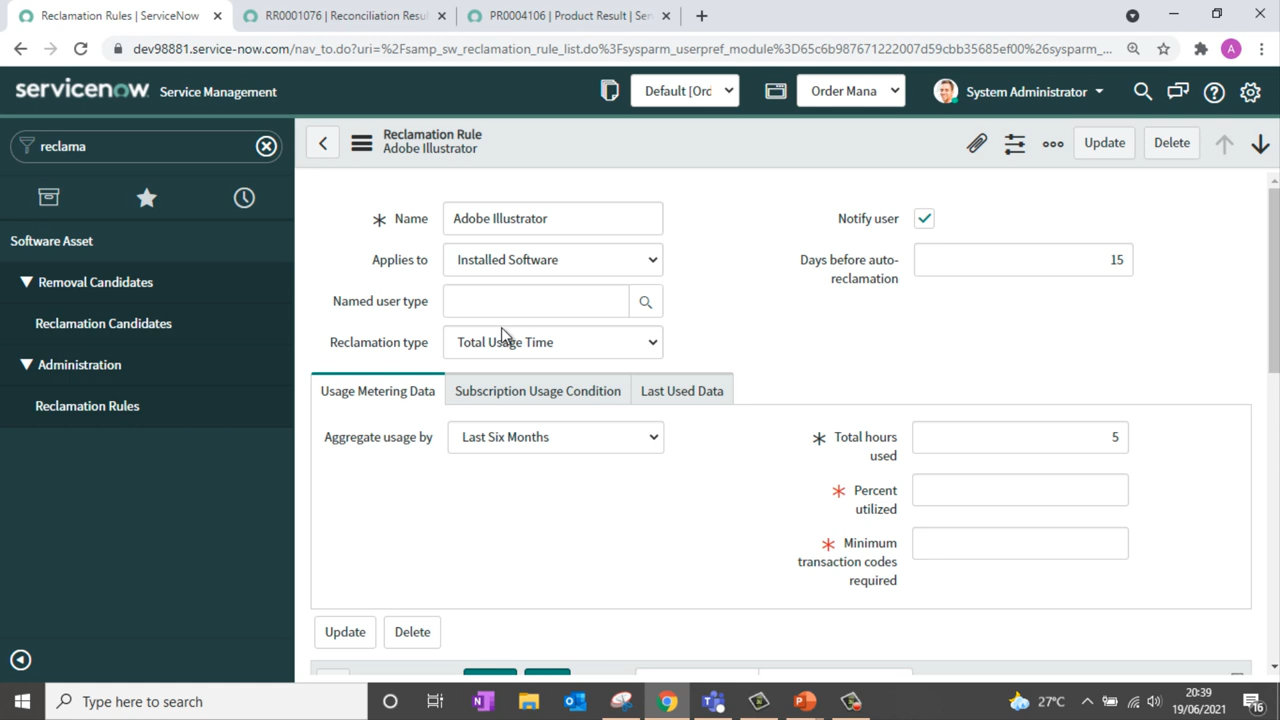 Reclamation Rules | ServiceNow
RR0001076 | Reconciliation Resul
PR0004106 | Product Result | Ser
dev98881.service-now.com/nav_to.do?uri=%2Fsamp_sw_reclamation_rule_list.do%3Fsysparm_userpref_module%3D65c6b987671222007d59cbb35685ef00%26sysparm_...
A
servicenow
Service Management
Default [Ord
Order Mana
System Administrator
reclama
Reclamation Rule
Adobe Illustrator
Update
Delete
Software Asset
Removal Candidates
Reclamation Candidates
Administration
Reclamation Rules
Name
Adobe Illustrator
Notify user
Applies to
Installed Software
Days before auto-
reclamation
15
Named user type
Reclamation type
Total Usage Time
Usage Metering Data
Subscription Usage Condition
Last Used Data
Aggregate usage by
Last Six Months
Total hours
used
5
Percent
utilized
Minimum
transaction codes
required
Update
Delete
Type here to search
27°C
20:39
19/06/2021
16